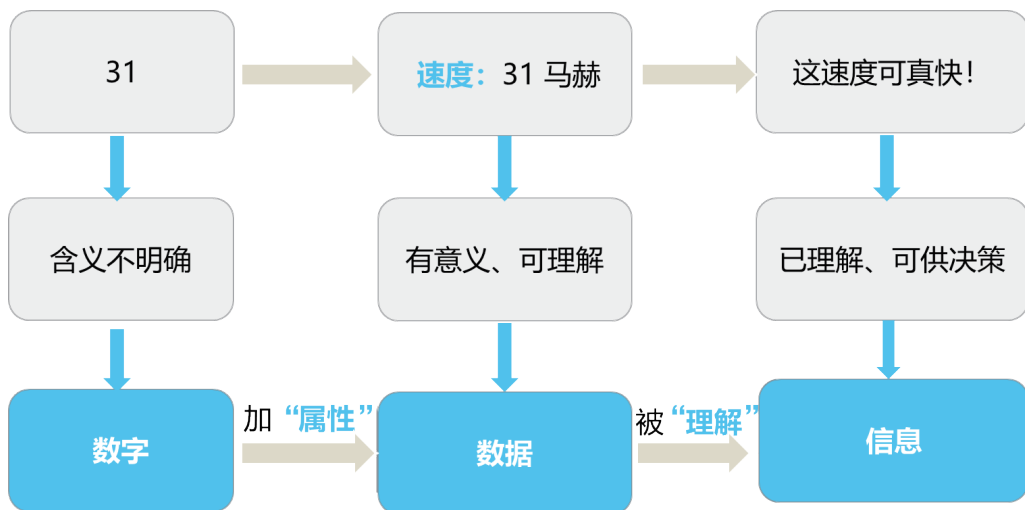 31
速度：31 马赫
这速度可真快！
含义不明确
有意义、可理解
已理解、可供决策
加“属性”
被“理解”
数字
数据
信息